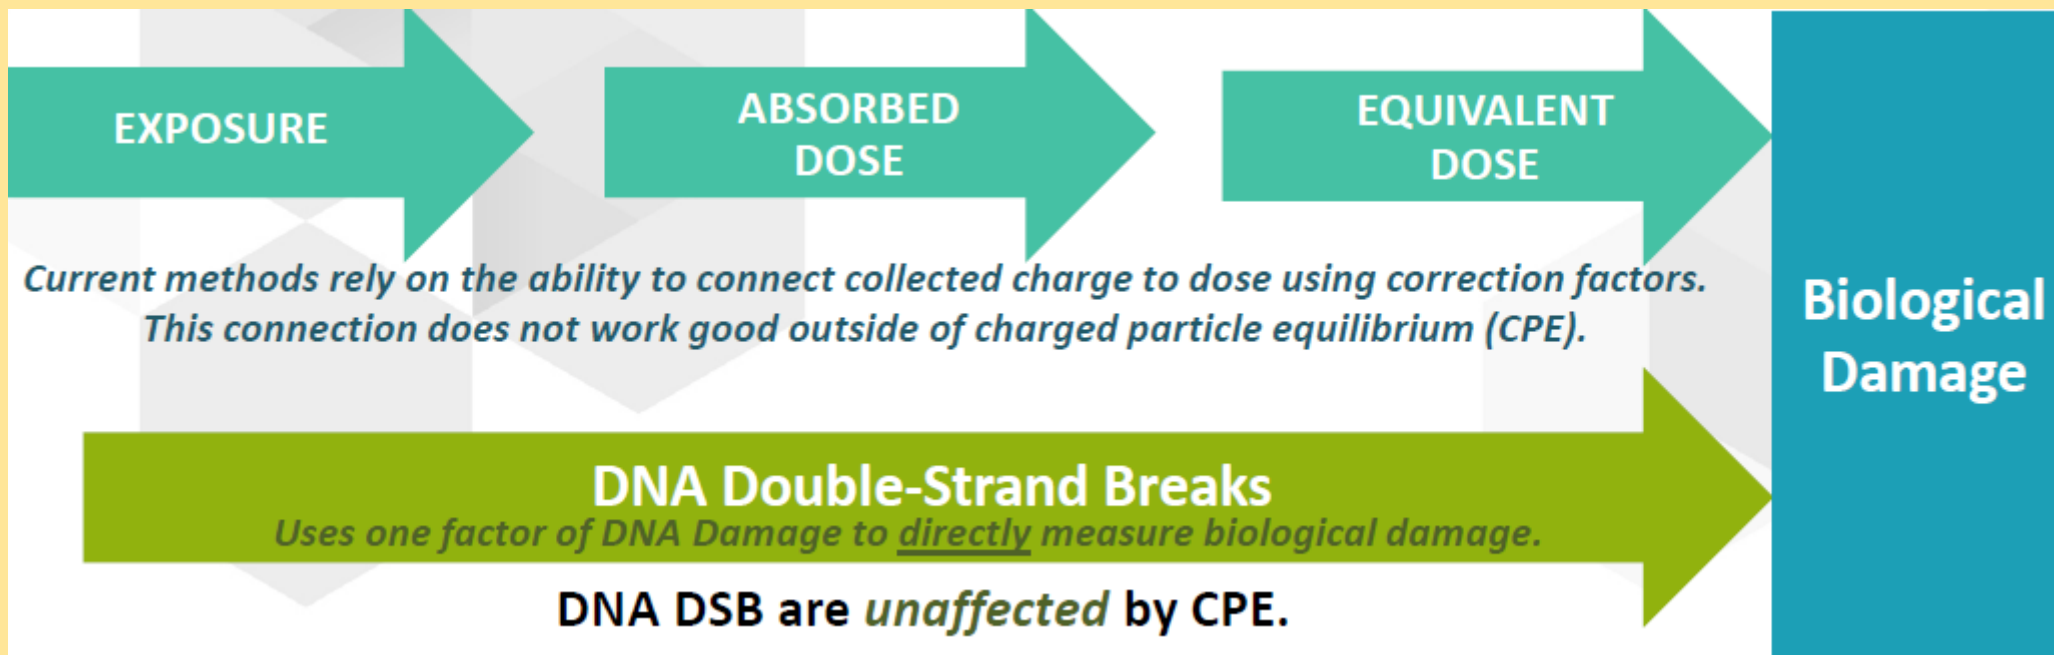 EXPOSURE
ABSORBED
DOSE
EQUIVALENT
DOSE
Current methods rely on the ability to connect collected charge to dose using correction factors.
This connection does not work good outside of charged particle equilibrium (CPE).
Biological
Damage
DNA Double-Strand Breaks
Uses one factor of DNA Damage to directly measure biological damage.
DNA DSB are unaffected by CPE.